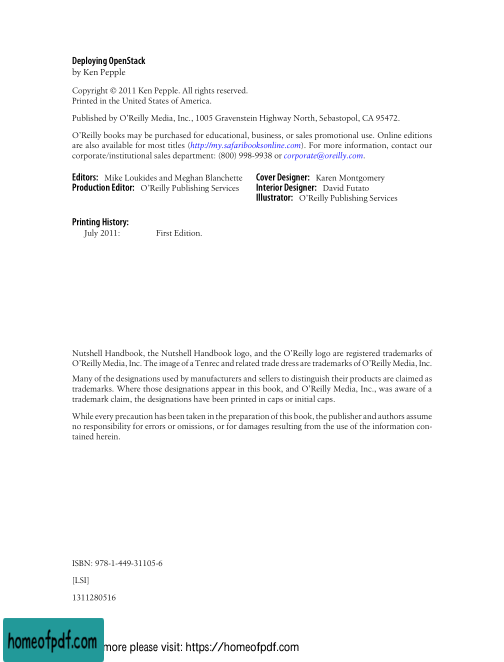 Deploying OpenStack
by Ken Pepple
Copyright © 2011 Ken Pepple. All rights reserved.
Printed in the United States of America.
Published by O’Reilly Media, Inc., 1005 Gravenstein Highway North, Sebastopol, CA 95472.
O’Reilly books may be purchased for educational, business, or sales promotional use. Online editions
are also available for most titles (http://my.safaribooksonline.com). For more information, contact our
corporate/institutional sales department: (800) 998-9938 or corporate@oreilly.com.
Editors: Mike Loukides and Meghan Blanchette
Production Editor: O’Reilly Publishing Services
Cover Designer: Karen Montgomery
Interior Designer: David Futato
Illustrator: O’Reilly Publishing Services
Printing History:
July 2011: First Edition.
Nutshell Handbook, the Nutshell Handbook logo, and the O’Reilly logo are registered trademarks of
O’Reilly Media, Inc. The image of a Tenrec and related trade dress are trademarks of O’Reilly Media, Inc.
Many of the designations used by manufacturers and sellers to distinguish their products are claimed as
trademarks. Where those designations appear in this book, and O’Reilly Media, Inc., was aware of a
trademark claim, the designations have been printed in caps or initial caps.
While every precaution has been taken in the preparation of this book, the publisher and authors assume
no responsibility for errors or omissions, or for damages resulting from the use of the information con-
tained herein.
ISBN: 978-1-449-31105-6
[LSI]
1311280516
homeofpdf.com
more please visit: https://homeofpdf.com